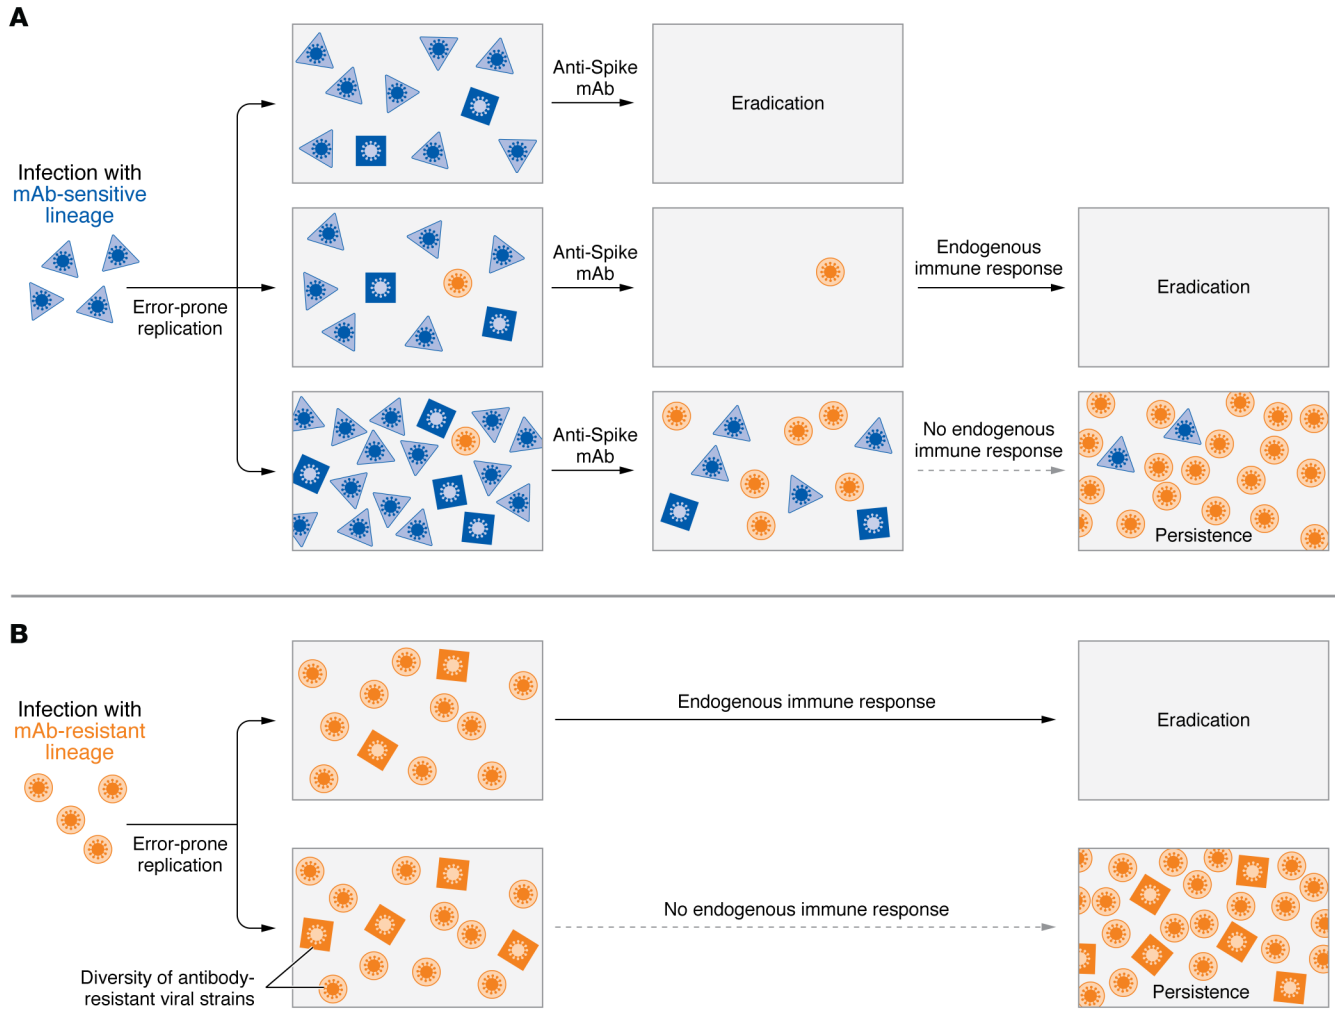 A
Infection with
mAb-sensitive
lineage
Error-prone
replication
Anti-Spike
mAb
Eradication
Anti-Spike
mAb
Endogenous
immune response
Eradication
Anti-Spike
mAb
No endogenous
immune response
Persistence
B
Infection with
mAb-resistant
lineage
Error-prone
replication
Endogenous immune response
Eradication
No endogenous immune response
Persistence
Diversity of antibody-
resistant viral strains